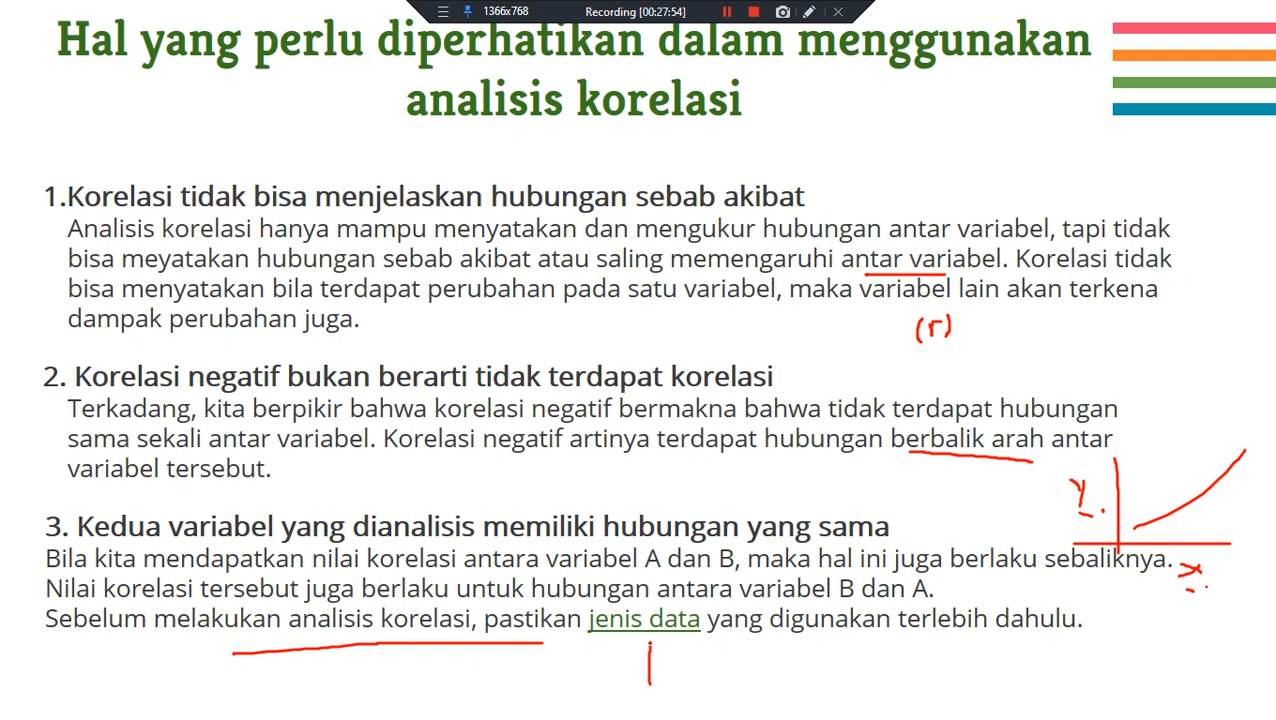 1366x768 Recording [00:27:54]
Hal yang perlu diperhatikan dalam menggunakan
analisis korelasi
1.Korelasi tidak bisa menjelaskan hubungan sebab akibat
Analisis korelasi hanya mampu menyatakan dan mengukur hubungan antar variabel, tapi tidak
bisa meyatakan hubungan sebab akibat atau saling memengaruhi antar variabel. Korelasi tidak
bisa menyatakan bila terdapat perubahan pada satu variabel, maka variabel lain akan terkena
dampak perubahan juga.
(r)
2. Korelasi negatif bukan berarti tidak terdapat korelasi
Terkadang, kita berpikir bahwa korelasi negatif bermakna bahwa tidak terdapat hubungan
sama sekali antar variabel. Korelasi negatif artinya terdapat hubungan berbalik arah antar
variabel tersebut.
Y
3. Kedua variabel yang dianalisis memiliki hubungan yang sama
Bila kita mendapatkan nilai korelasi antara variabel A dan B, maka hal ini juga berlaku sebaliknya.
x
Nilai korelasi tersebut juga berlaku untuk hubungan antara variabel B dan A.
Sebelum melakukan analisis korelasi, pastikan jenis data yang digunakan terlebih dahulu.